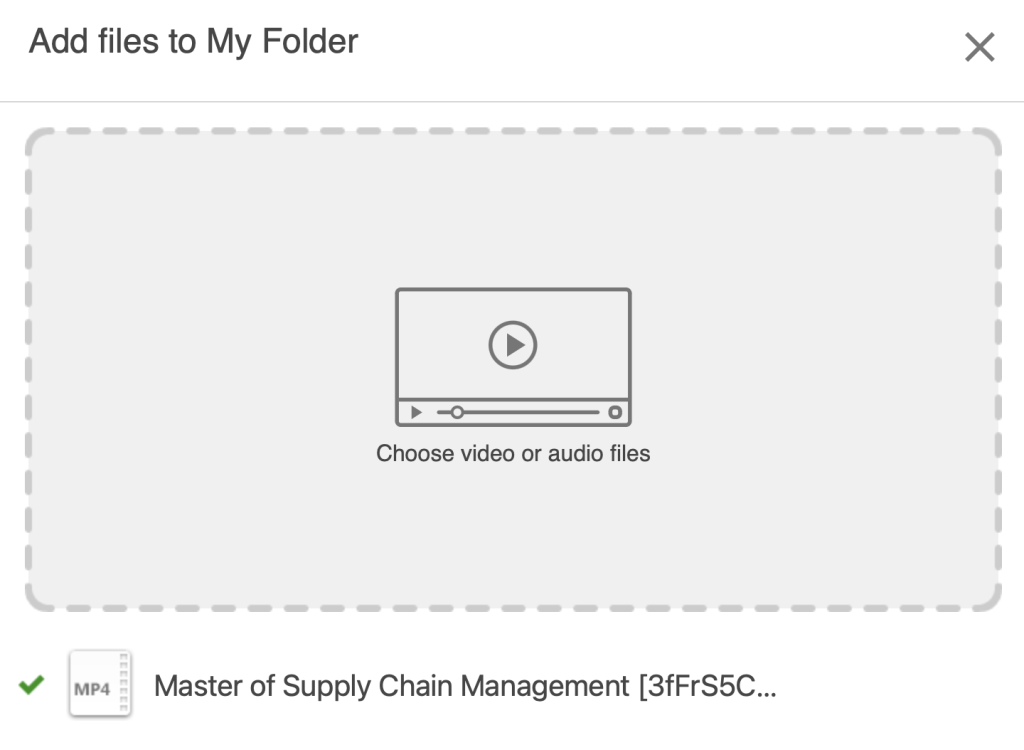 Add files to My Folder
Choose video or audio files
MP4
Master of Supply Chain Management [3fFrS5C...